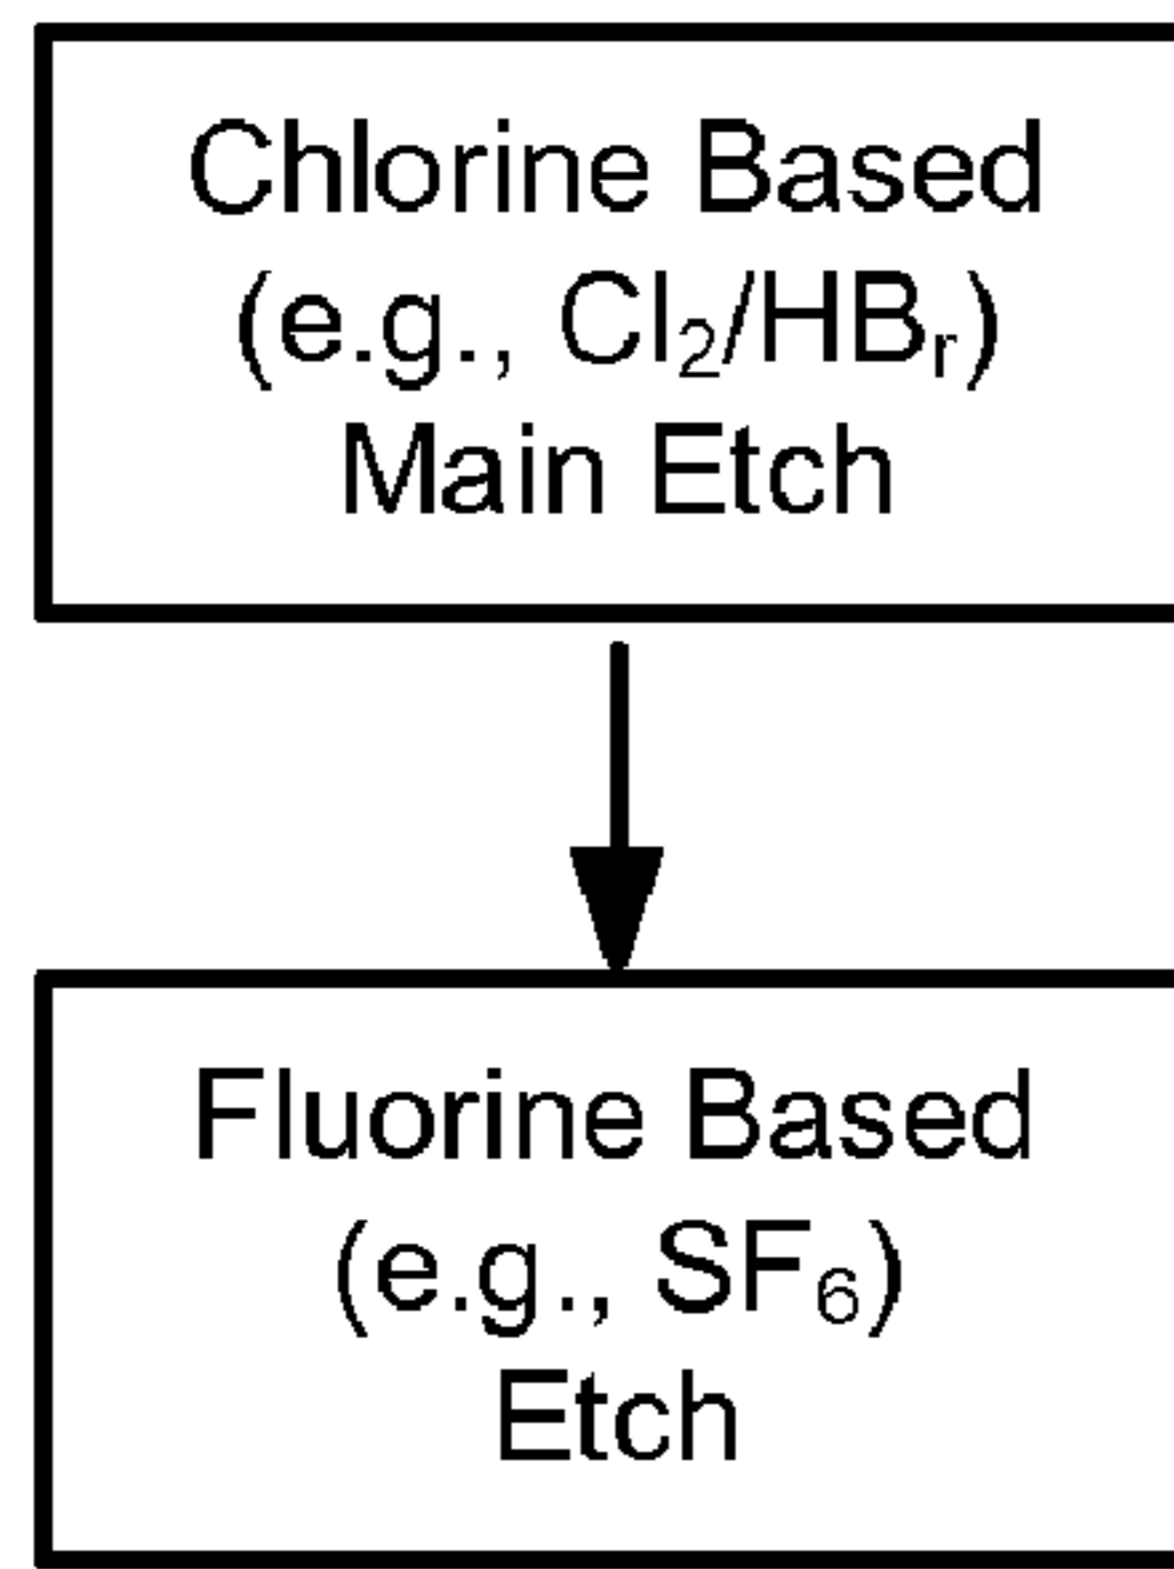 Chlorine Based
(e.g., Cl₂/HBᵣ)
Main Etch
Fluorine Based
(e.g., SF₆)
Etch